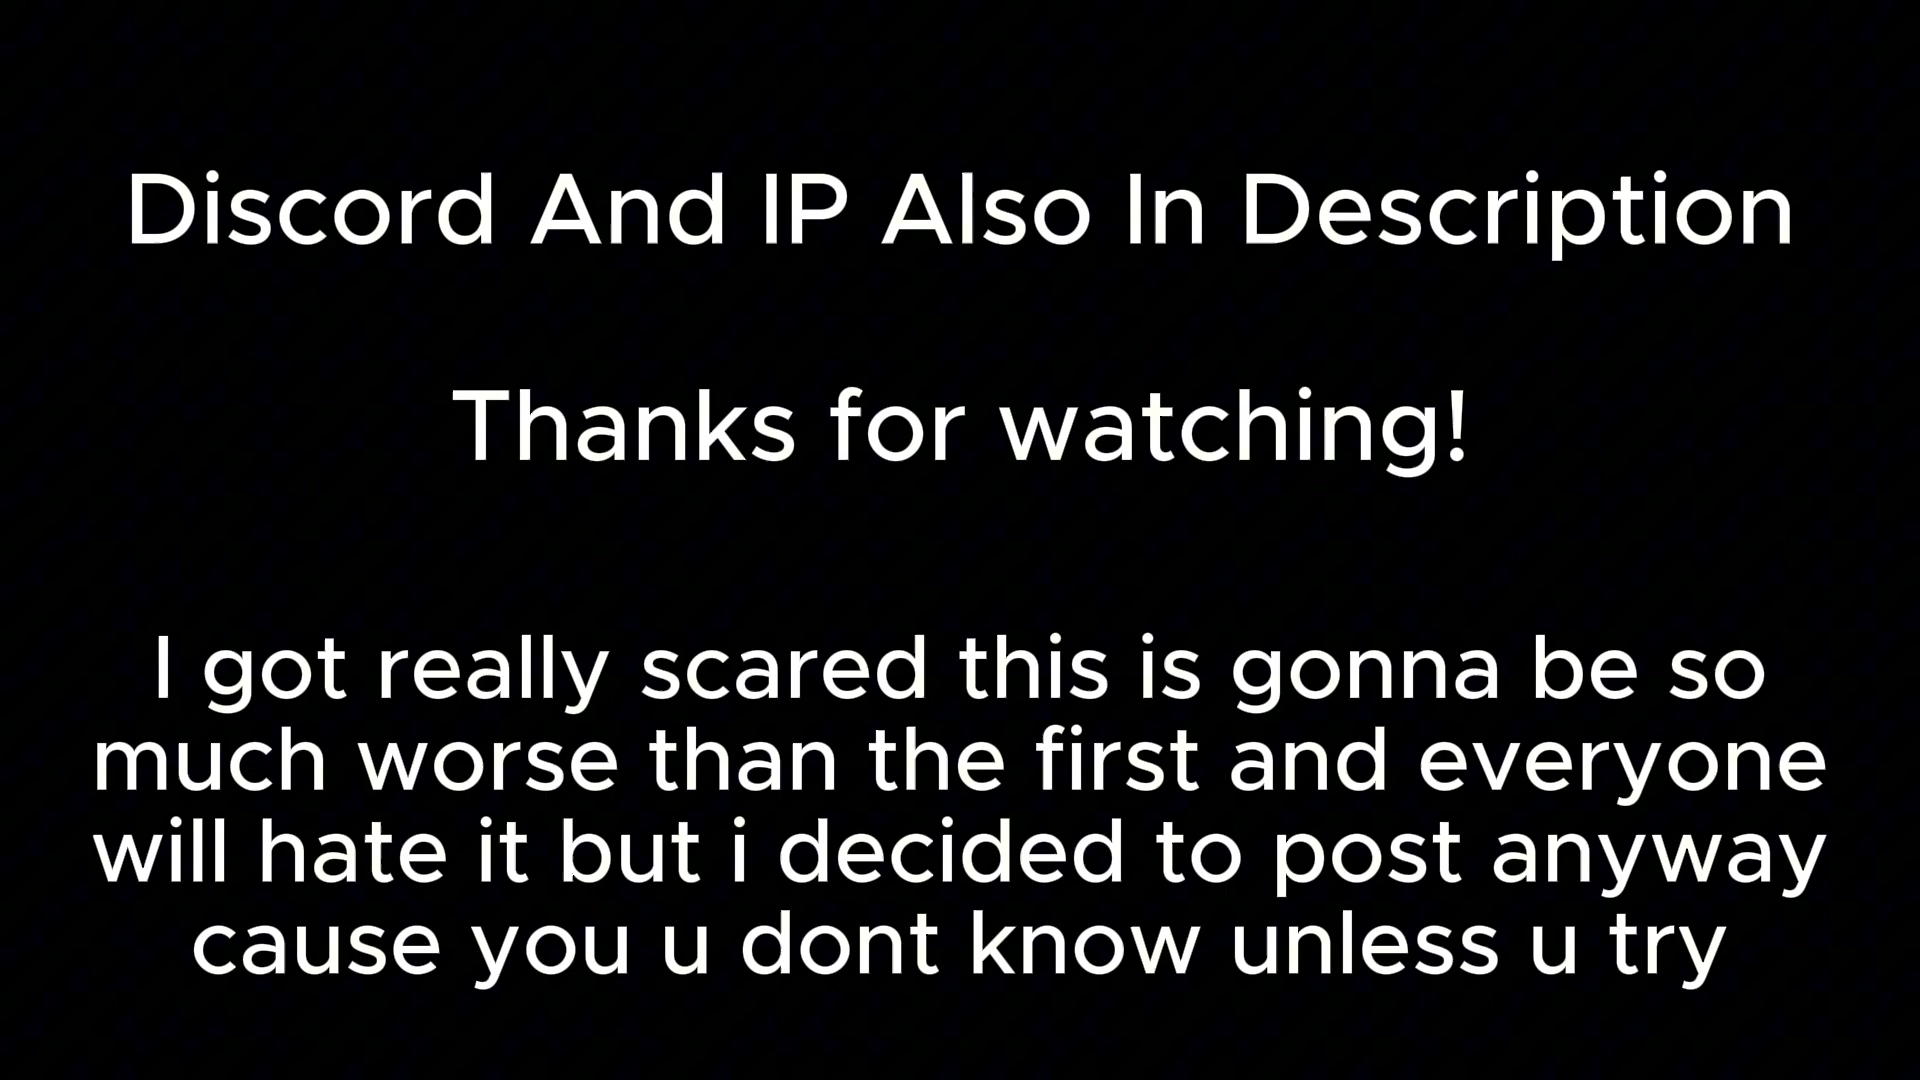 Discord And IP Also In Description
Thanks for watching!
I got really scared this is gonna be so
much worse than the first and everyone
will hate it but i decided to post anyway
cause you u dont know unless u try